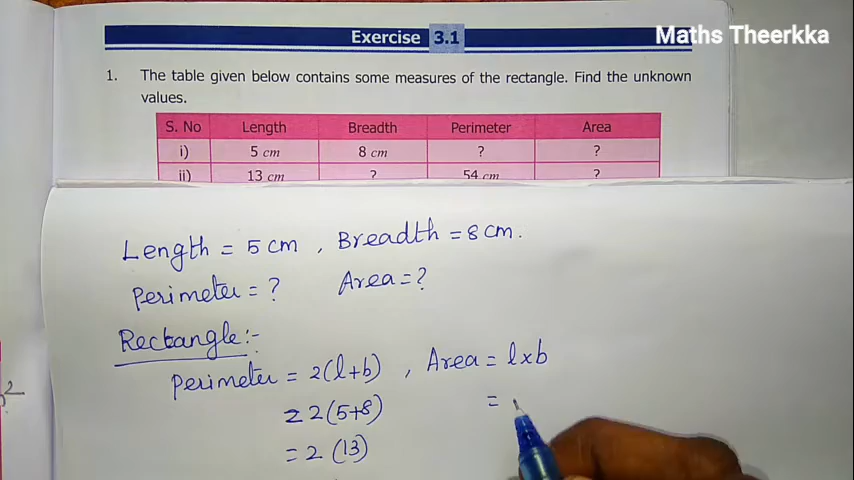 Exercise 3.1
Maths Theerkka
1. The table given below contains some measures of the rectangle. Find the unknown
values.
S. No Length Breadth Perimeter Area
i) 5 cm 8 cm ? ?
ii) 13 cm ? 54 cm ?
Length = 5 cm , Breadth = 8 cm.
Perimeter = ? Area = ?
Rectangle:-
Perimeter = 2(l+b) , Area = l×b
= 2(5+8) =
= 2 (13)
2